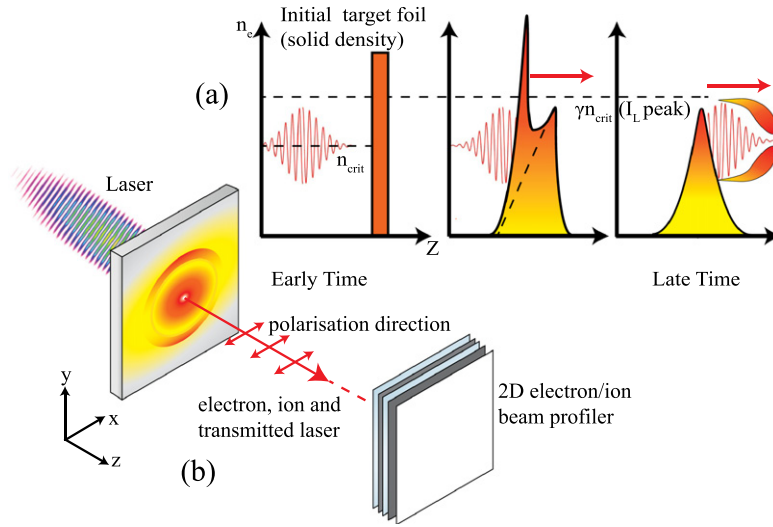 (a)
n_e
Initial target foil
(solid density)
n_crit
γn_crit (I_L peak)
Z
Early Time
Late Time
Laser
polarisation direction
electron, ion and
transmitted laser
2D electron/ion
beam profiler
y
x
z
(b)